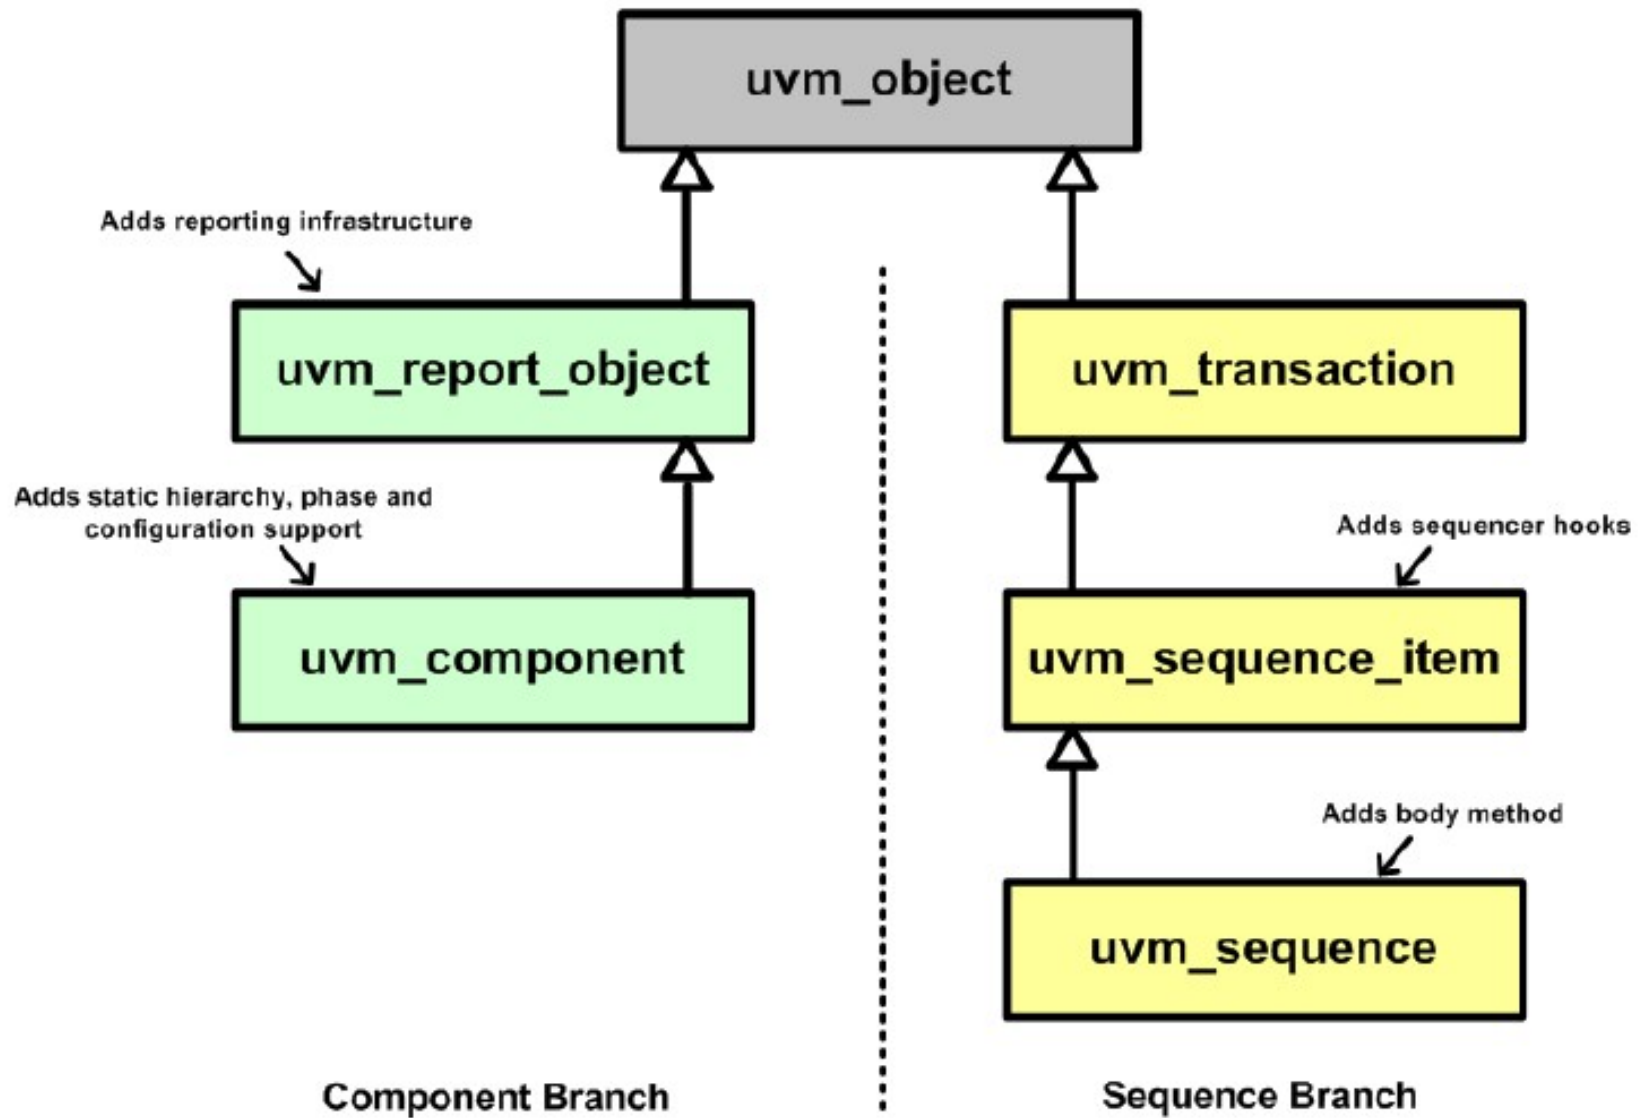 uvm_object
Adds reporting infrastructure
uvm_report_object
uvm_transaction
Adds static hierarchy, phase and
configuration support
Adds sequencer hooks
uvm_component
uvm_sequence_item
Adds body method
uvm_sequence
Component Branch
Sequence Branch